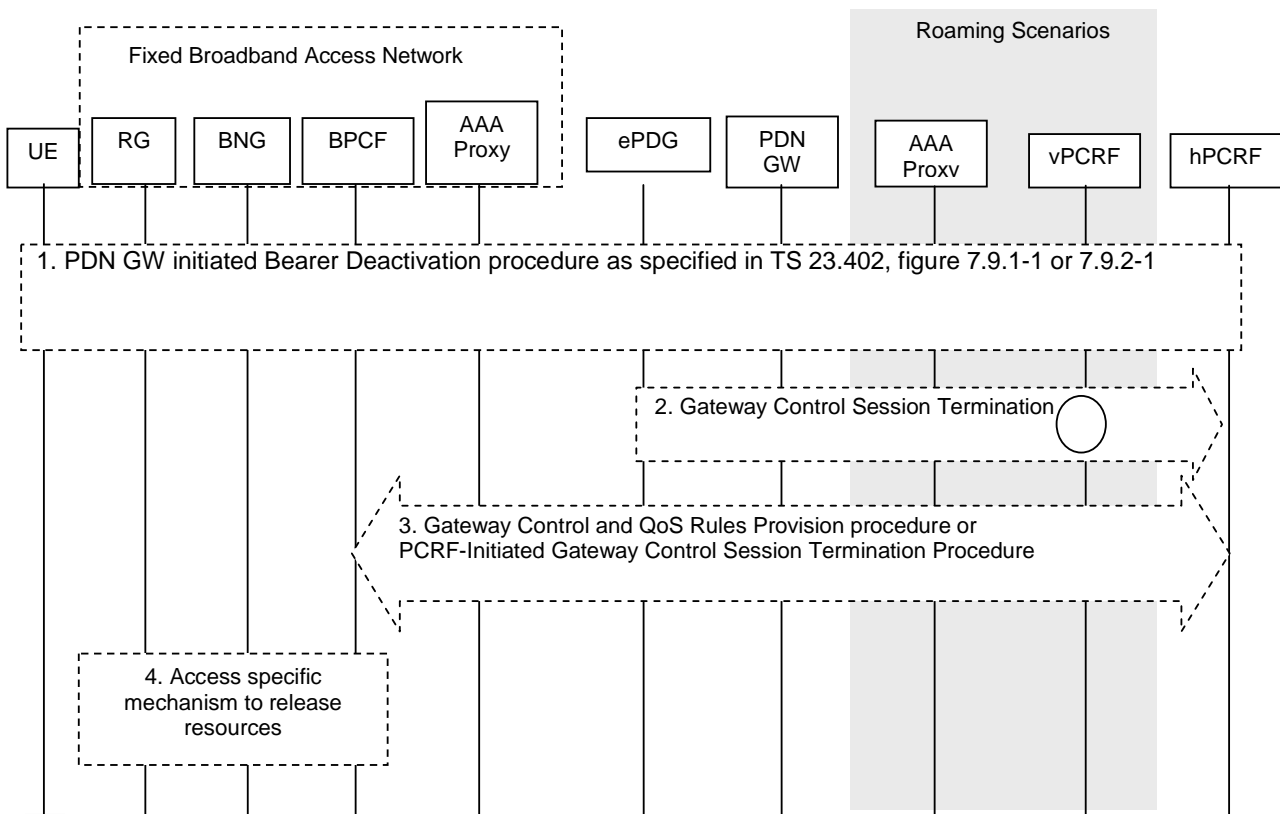 Roaming Scenarios
Fixed Broadband Access Network
UE
RG
BNG
BPCF
AAA
Proxy
ePDG
PDN
GW
AAA
Proxv
vPCRF
hPCRF
1. PDN GW initiated Bearer Deactivation procedure as specified in TS 23.402, figure 7.9.1-1 or 7.9.2-1
2. Gateway Control Session Termination
3. Gateway Control and QoS Rules Provision procedure or
PCRF-Initiated Gateway Control Session Termination Procedure
4. Access specific
mechanism to release
resources